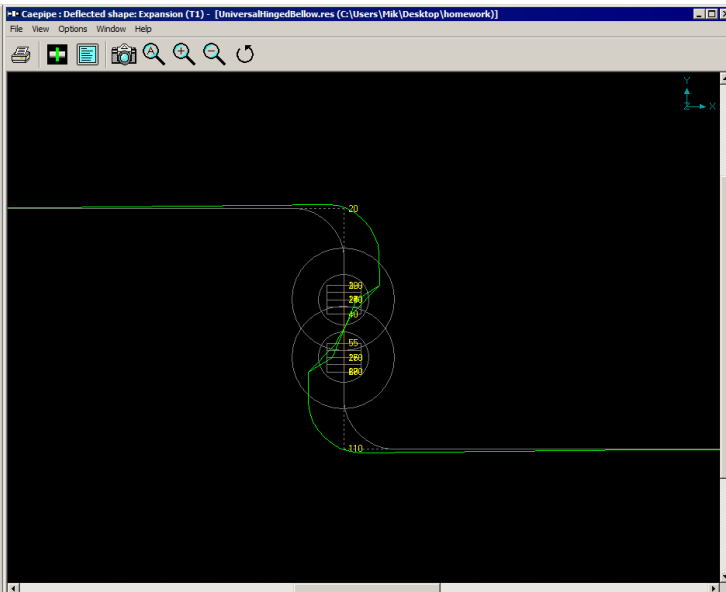 Caepipe : Deflected shape: Expansion (T1) - [UniversalHingedBellow.res (C:\Users\Mik\Desktop\homework)]
File View Options Window Help
Y
X
Z
20
40
55
110